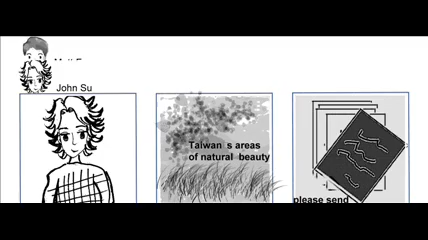 John Su
Taiwan s areas
of natural beauty
please send